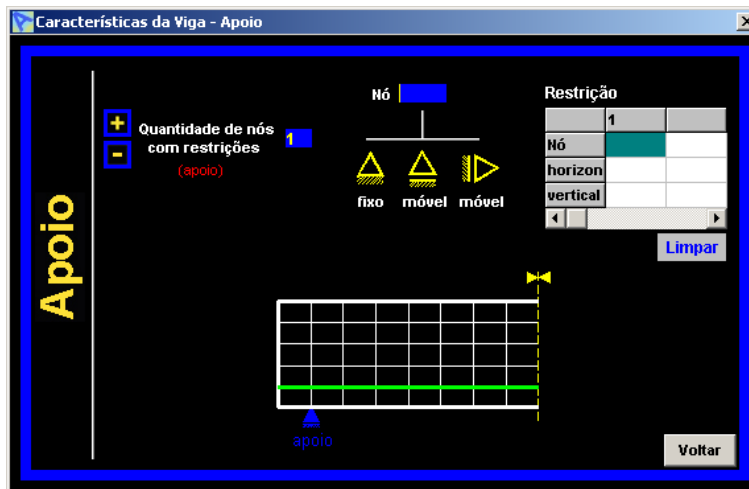 Características da Viga - Apoio
Apoio
+
-
Quantidade de nós
com restrições
(apoio)
1
Nó
fixo móvel móvel
Restrição
1
Nó
horizon
vertical
Limpar
apoio
Voltar